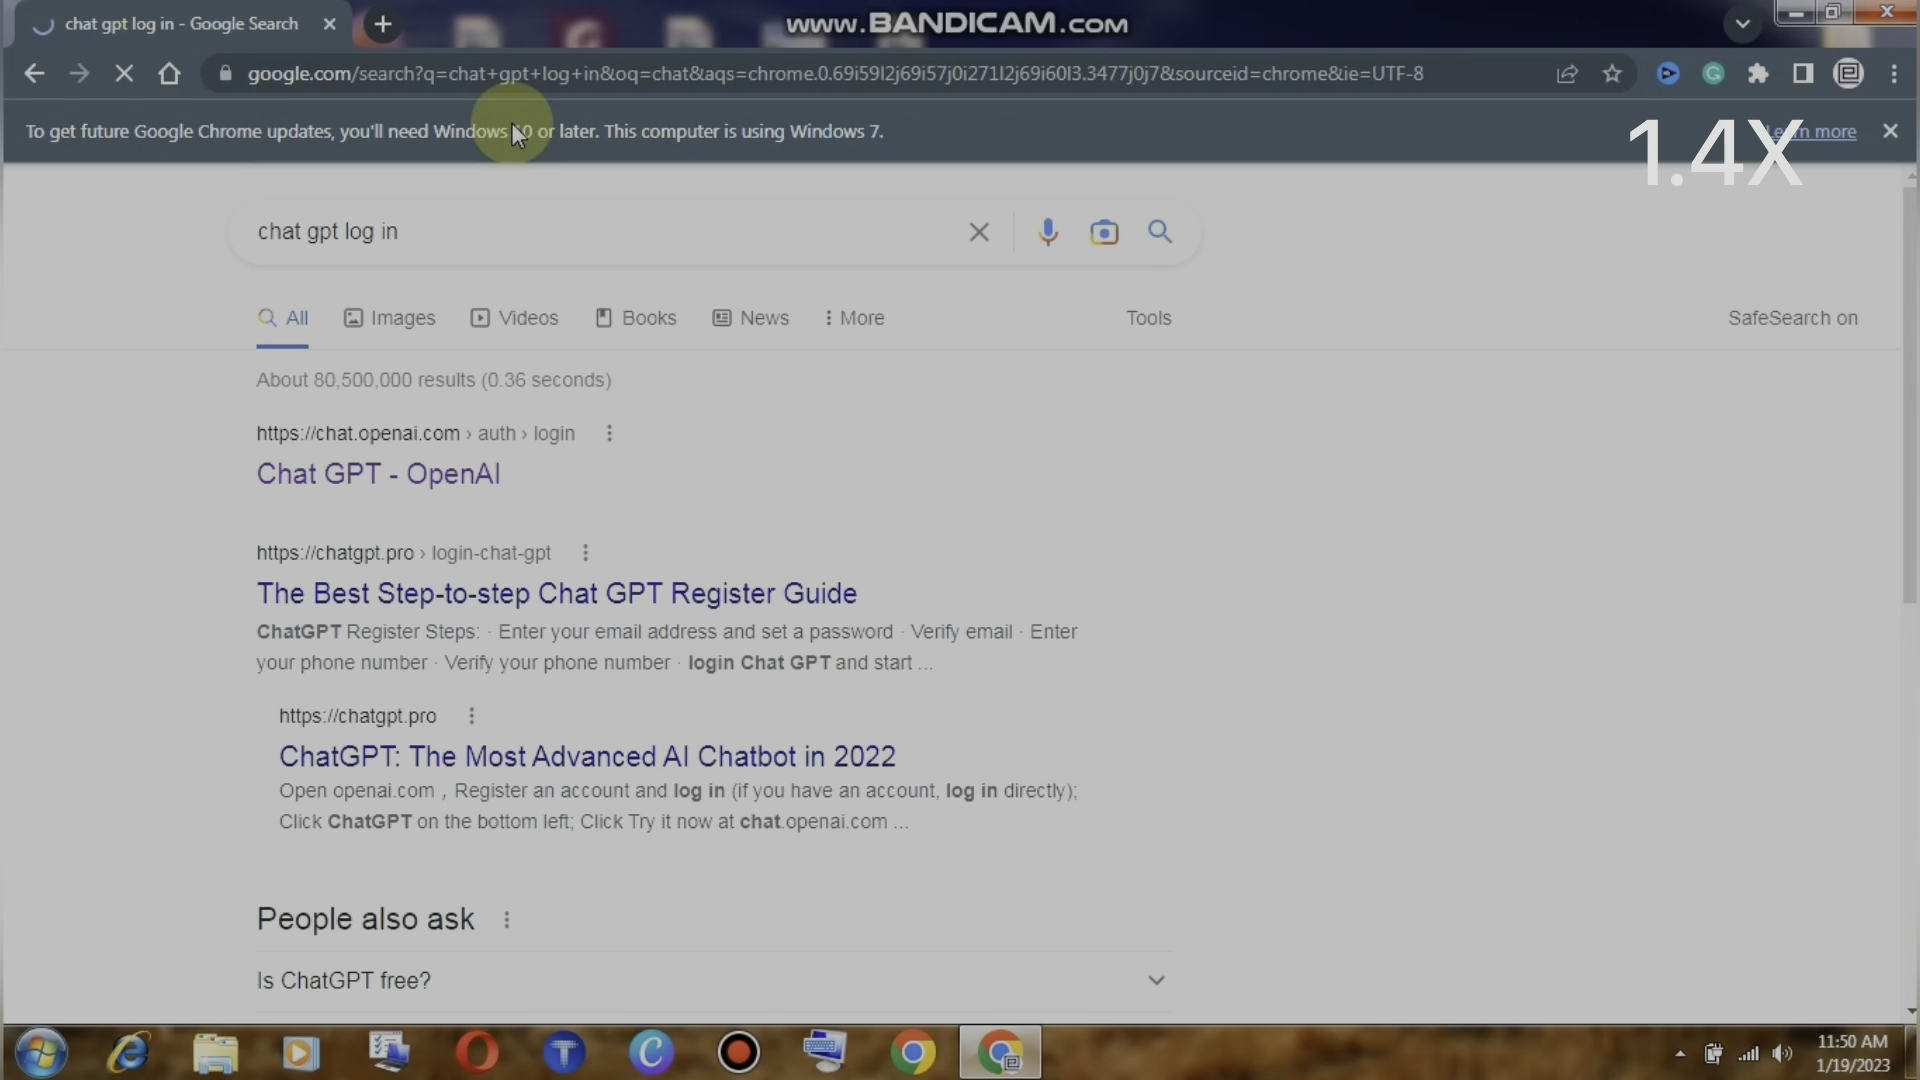 chat gpt log in - Google Search
www.BANDICAM.com
google.com/search?q=chat+gpt+log+in&oq=chat&aqs=chrome.0.69i59l2j69i57j0i271l2j69i60l3.3477j0j7&sourceid=chrome&ie=UTF-8
To get future Google Chrome updates, you'll need Windows 10 or later. This computer is using Windows 7.
Learn more
1.4X
chat gpt log in
All Images Videos Books News More Tools SafeSearch on
About 80,500,000 results (0.36 seconds)
https://chat.openai.com › auth › login
Chat GPT - OpenAI
https://chatgpt.pro › login-chat-gpt
The Best Step-to-step Chat GPT Register Guide
ChatGPT Register Steps: · Enter your email address and set a password · Verify email · Enter
your phone number · Verify your phone number · login Chat GPT and start ...
https://chatgpt.pro
ChatGPT: The Most Advanced AI Chatbot in 2022
Open openai.com , Register an account and log in (if you have an account, log in directly);
Click ChatGPT on the bottom left; Click Try it now at chat.openai.com ...
People also ask
Is ChatGPT free?
11:50 AM
1/19/2023